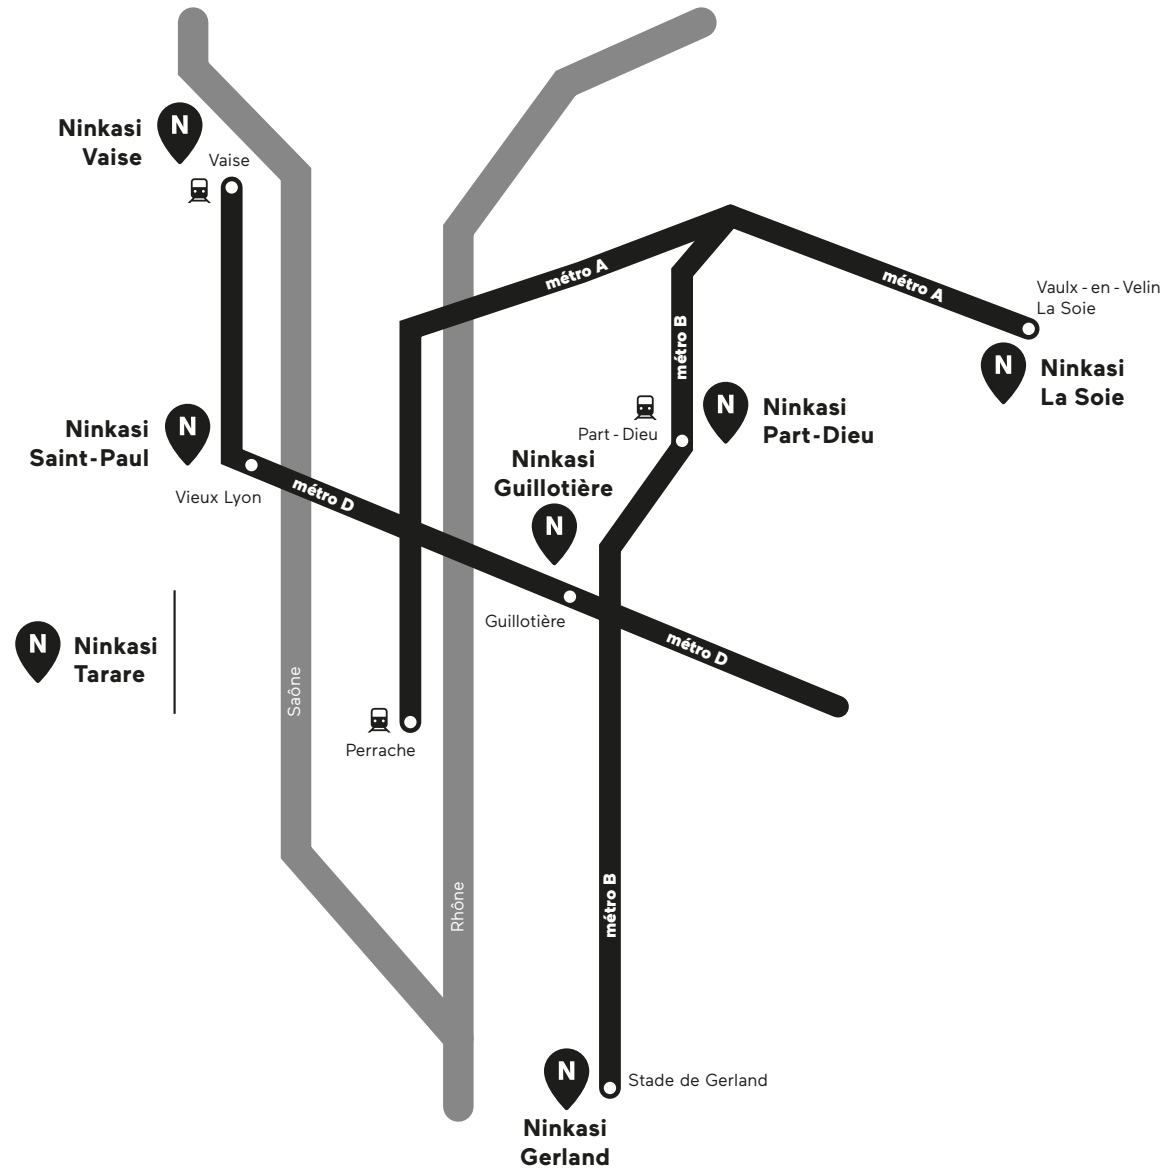 N
Ninkasi
Vaise
Vaise
métro A
métro A
Vaulx - en - Velin
La Soie
métro B
N
Ninkasi
La Soie
N
Ninkasi
Part-Dieu
Part - Dieu
N
Ninkasi
Saint-Paul
Vieux Lyon
métro D
Ninkasi
Guillotière
N
Guillotière
N
Ninkasi
Tarare
métro D
Saône
Perrache
Rhône
métro B
N
Stade de Gerland
Ninkasi
Gerland